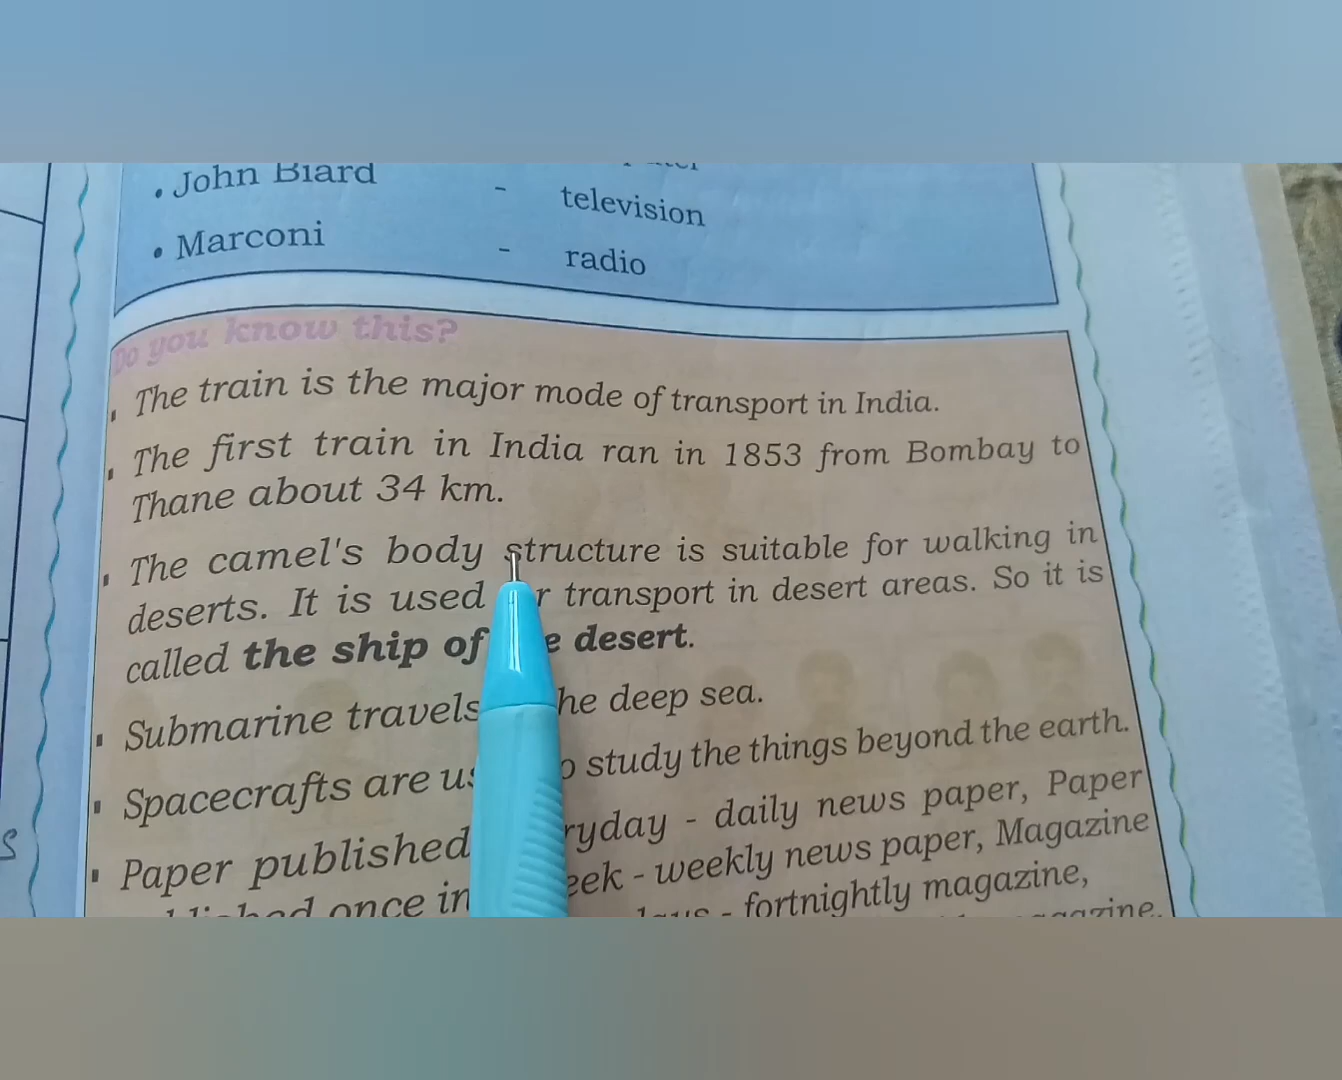 . John Biard - television
• Marconi - radio
Do you know this?
. The train is the major mode of transport in India.
. The first train in India ran in 1853 from Bombay to
Thane about 34 km.
. The camel's body structure is suitable for walking in
deserts. It is used transport in desert areas. So it is
called the ship of desert.
Submarine travels deep sea.
Spacecrafts are study the things beyond the earth.
Paper published - daily news paper, Paper
once in - weekly news paper, Magazine
- fortnightly magazine,